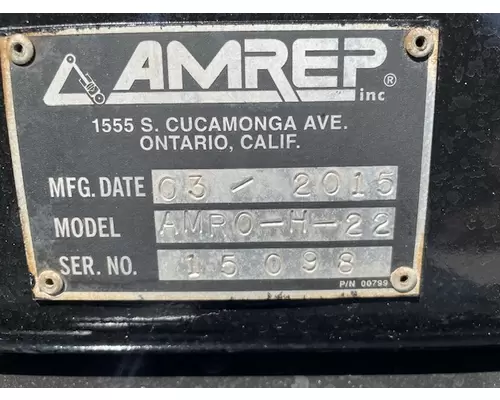 AMREP® inc
1555 S. CUCAMONGA AVE.
ONTARIO, CALIF.
MFG. DATE 03 / 2015
MODEL AMRO-H-22
SER. NO. 15098
P/N 00799